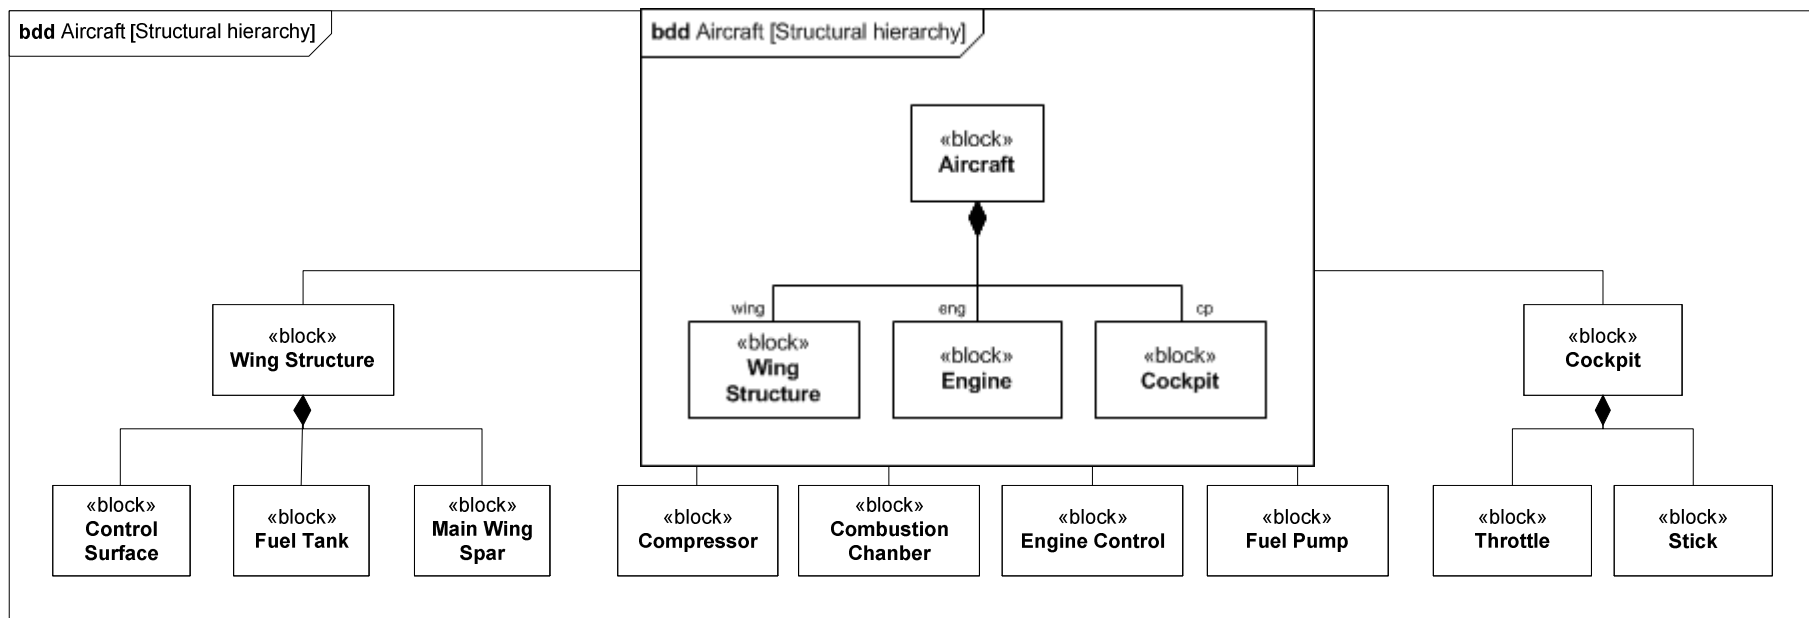 bdd Aircraft [Structural hierarchy]
bdd Aircraft [Structural hierarchy]
«block»
Aircraft
wing
eng
cp
«block»
Wing Structure
«block»
Wing
Structure
«block»
Engine
«block»
Cockpit
«block»
Cockpit
«block»
Control
Surface
«block»
Fuel Tank
«block»
Main Wing
Spar
«block»
Compressor
«block»
Combustion
Chanber
«block»
Engine Control
«block»
Fuel Pump
«block»
Throttle
«block»
Stick